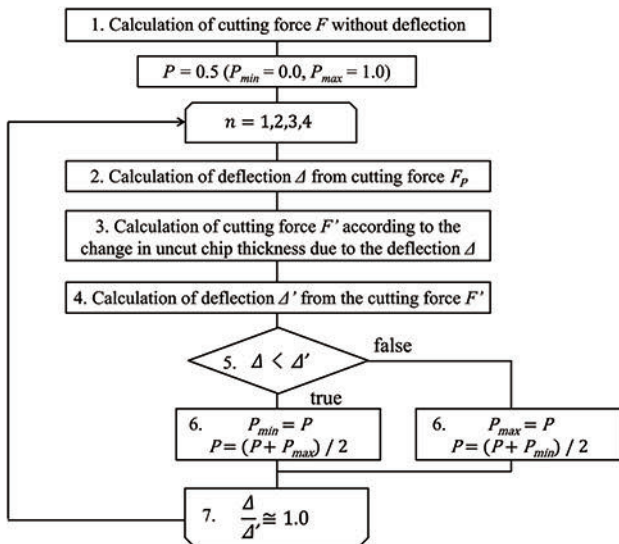 1. Calculation of cutting force F without deflection
P = 0.5 (Pmin = 0.0, Pmax = 1.0)
n = 1,2,3,4
2. Calculation of deflection Δ from cutting force FP
3. Calculation of cutting force F' according to the
change in uncut chip thickness due to the deflection Δ
4. Calculation of deflection Δ' from the cutting force F'
5. Δ < Δ'
false
true
6. Pmin = P
P = (P + Pmax) / 2
6. Pmax = P
P = (P + Pmin) / 2
7. Δ/Δ' ≅ 1.0